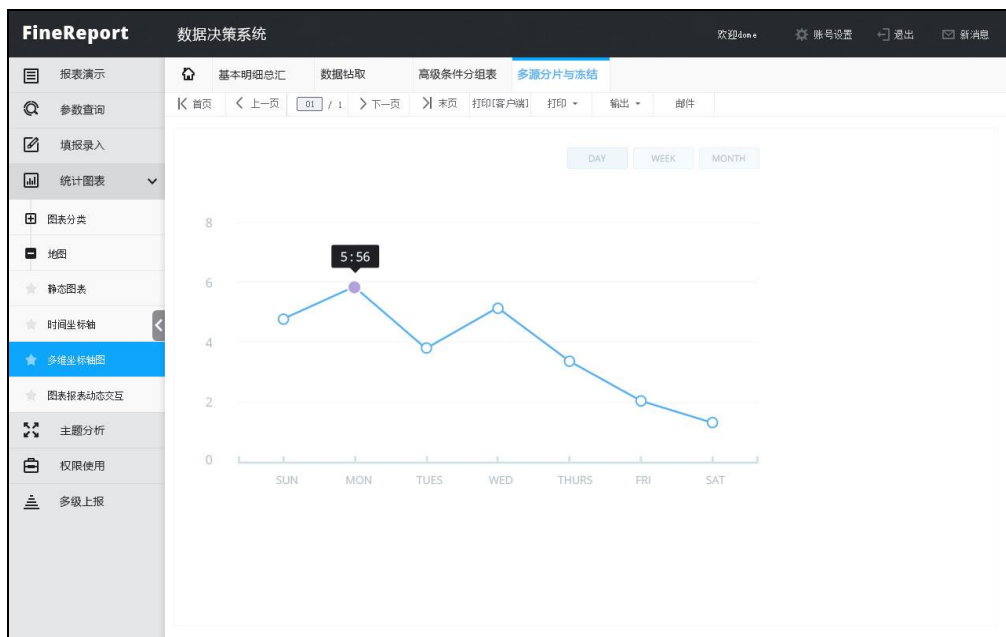 FineReport 数据决策系统 欢迎done 账号设置 退出 新消息
报表演示
参数查询
填报录入
统计图表
图表分类
地图
静态图表
时间坐标轴
多维坐标轴图
图表报表动态交互
主题分析
权限使用
多级上报
基本明细总汇 数据钻取 高级条件分组表 多源分片与冻结
首页 上一页 01 / 1 下一页 末页 打印[客户端] 打印 输出 邮件
DAY WEEK MONTH
8
5:56
6
4
2
0
SUN MON TUES WED THURS FRI SAT